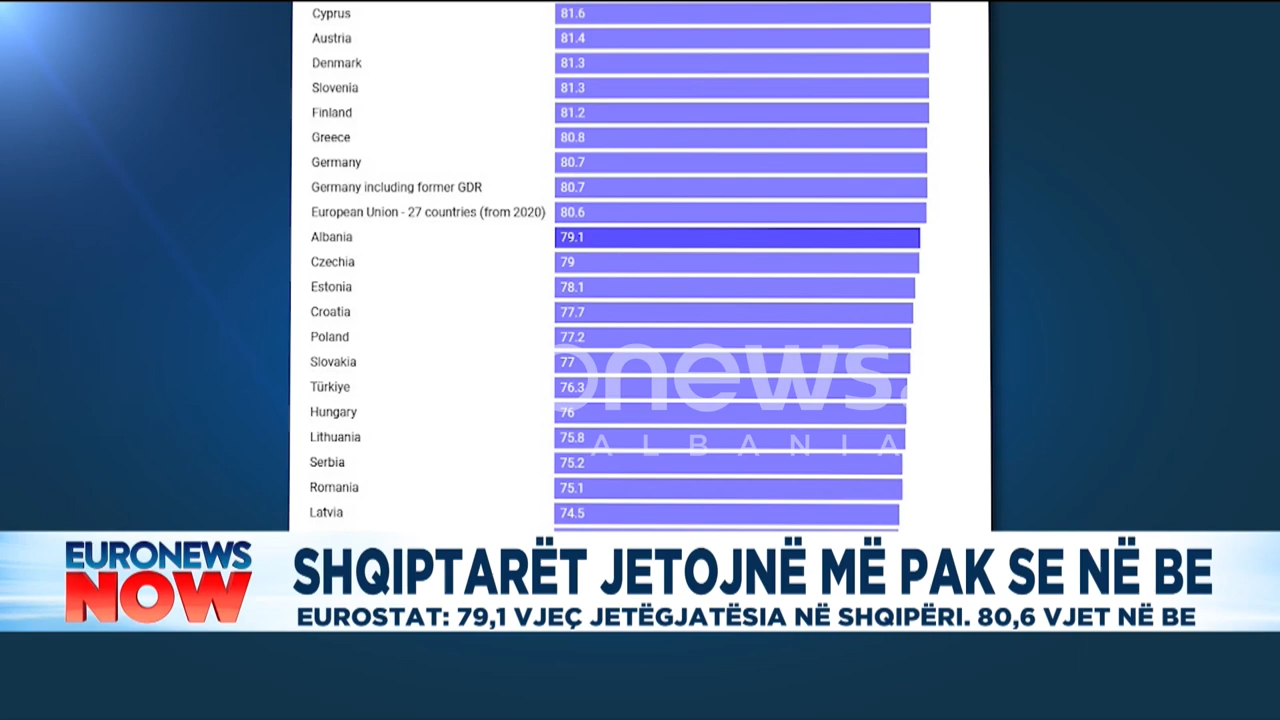 Cyprus 81.6
Austria 81.4
Denmark 81.3
Slovenia 81.3
Finland 81.2
Greece 80.8
Germany 80.7
Germany including former GDR 80.7
European Union - 27 countries (from 2020) 80.6
Albania 79.1
Czechia 79
Estonia 78.1
Croatia 77.7
Poland 77.2
Slovakia 77
Türkiye 76.3
Hungary 76
Lithuania 75.8
Serbia 75.2
Romania 75.1
Latvia 74.5
onews.
ALBANIA
EURONEWS
NOW
SHQIPTARËT JETOJNË MË PAK SE NË BE
EUROSTAT: 79,1 VJEÇ JETËGJATËSIA NË SHQIPËRI. 80,6 VJET NË BE